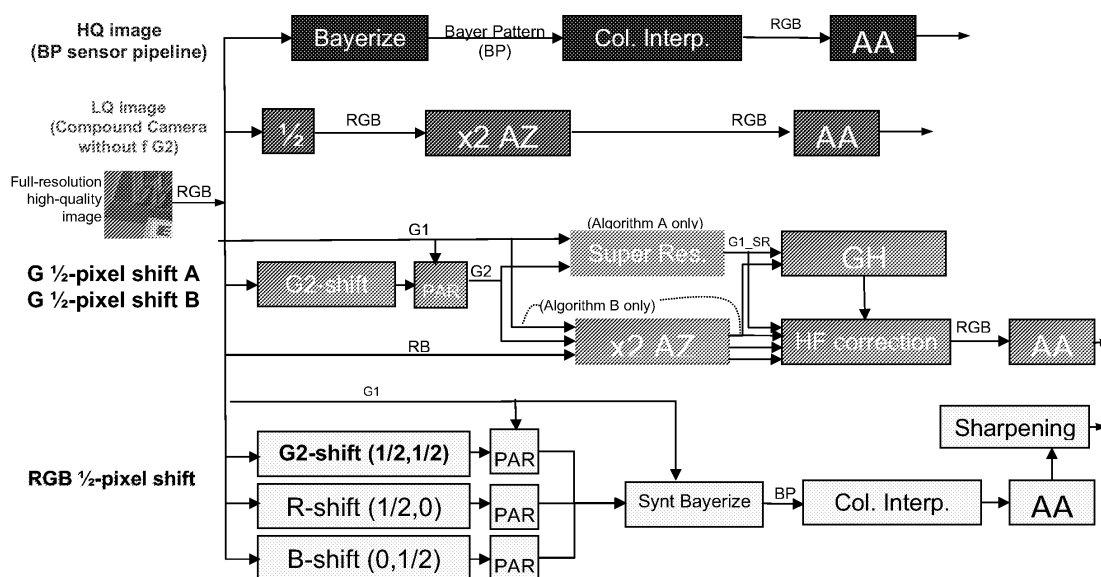 HQ image
(BP sensor pipeline)
Bayerize
Bayer Pattern
(BP)
Col. Interp.
RGB
AA
LQ image
(Compound Camera
without f G2)
½
RGB
x2 AZ
RGB
AA
Full-resolution
high-quality
image
RGB
G1
(Algorithm A only)
Super Res.
G1_SR
GH
G ½-pixel shift A
G ½-pixel shift B
G2-shift
PAR
G2
(Algorithm B only)
x2 AZ
RB
HF correction
RGB
AA
G1
RGB ½-pixel shift
G2-shift (1/2,1/2)
PAR
R-shift (1/2,0)
PAR
B-shift (0,1/2)
PAR
Synt Bayerize
BP
Col. Interp.
AA
Sharpening